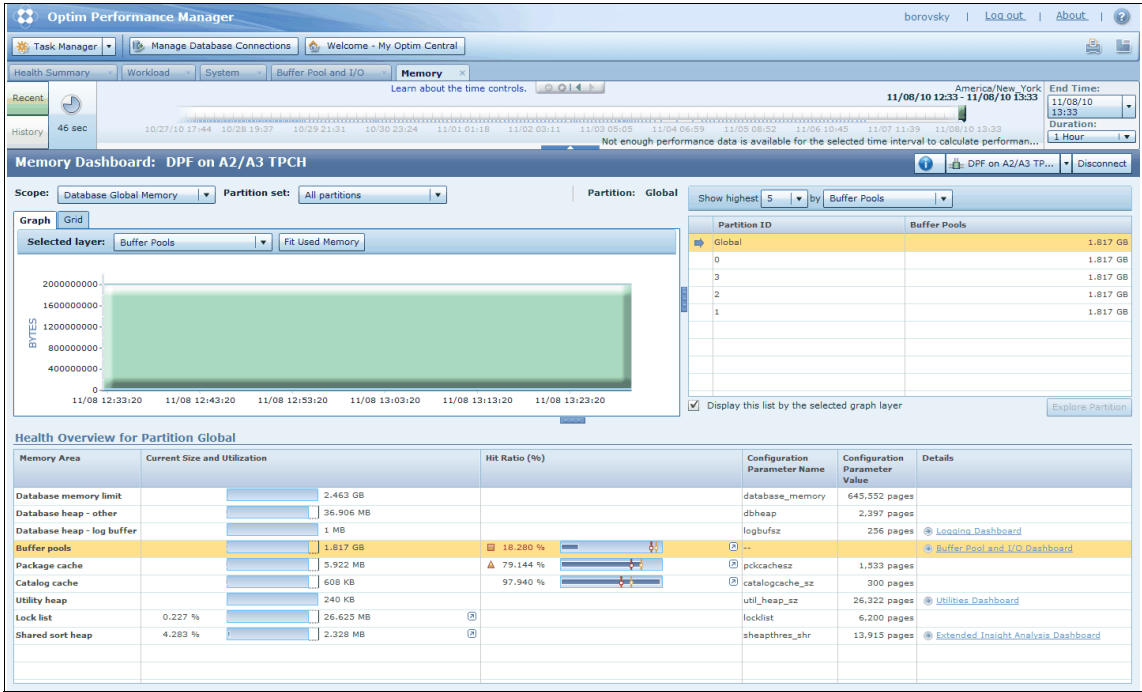 Optim Performance Manager
borovsky | Log out | About | ?
Task Manager
Manage Database Connections
Welcome - My Optim Central
Health Summary
Workload
System
Buffer Pool and I/O
Memory
Recent
History
46 sec
Learn about the time controls.
America/New_York
11/08/10 12:33 - 11/08/10 13:33
10/27/10 17:44 10/28 19:37 10/29 21:31 10/30 23:24 11/01 01:18 11/02 03:11 11/03 05:05 11/04 06:59 11/05 08:52 11/06 10:45 11/07 11:39 11/08/10 13:33
Not enough performance data is available for the selected time interval to calculate performan...
End Time:
11/08/10
13:33
Duration:
1 Hour
Memory Dashboard: DPF on A2/A3 TPCH
DPF on A2/A3 TP...
Disconnect
Scope: Database Global Memory
Partition set: All partitions
Partition: Global
Graph
Grid
Selected layer: Buffer Pools
Fit Used Memory
BYTES
2000000000
1600000000
1200000000
800000000
400000000
0
11/08 12:33:20 11/08 12:43:20 11/08 12:53:20 11/08 13:03:20 11/08 13:13:20 11/08 13:23:20
Show highest 5 by Buffer Pools
Partition ID Buffer Pools
Global 1.817 GB
0 1.817 GB
3 1.817 GB
2 1.817 GB
1 1.817 GB
Display this list by the selected graph layer
Explore Partition
Health Overview for Partition Global
Memory Area Current Size and Utilization Hit Ratio (%) Configuration Parameter Name Configuration Parameter Value Details
Database memory limit 2.463 GB database_memory 645,552 pages
Database heap - other 36.906 MB dbheap 2,397 pages
Database heap - log buffer 1 MB logbufsz 256 pages Logging Dashboard
Buffer pools 1.817 GB 18.280 % -- Buffer Pool and I/O Dashboard
Package cache 5.922 MB 79.144 % pckcachesz 1,533 pages
Catalog cache 608 KB 97.940 % catalogcache_sz 300 pages
Utility heap 240 KB util_heap_sz 26,322 pages Utilities Dashboard
Lock list 0.227 % 26.625 MB locklist 6,200 pages
Shared sort heap 4.283 % 2.328 MB sheapthres_shr 13,915 pages Extended Insight Analysis Dashboard